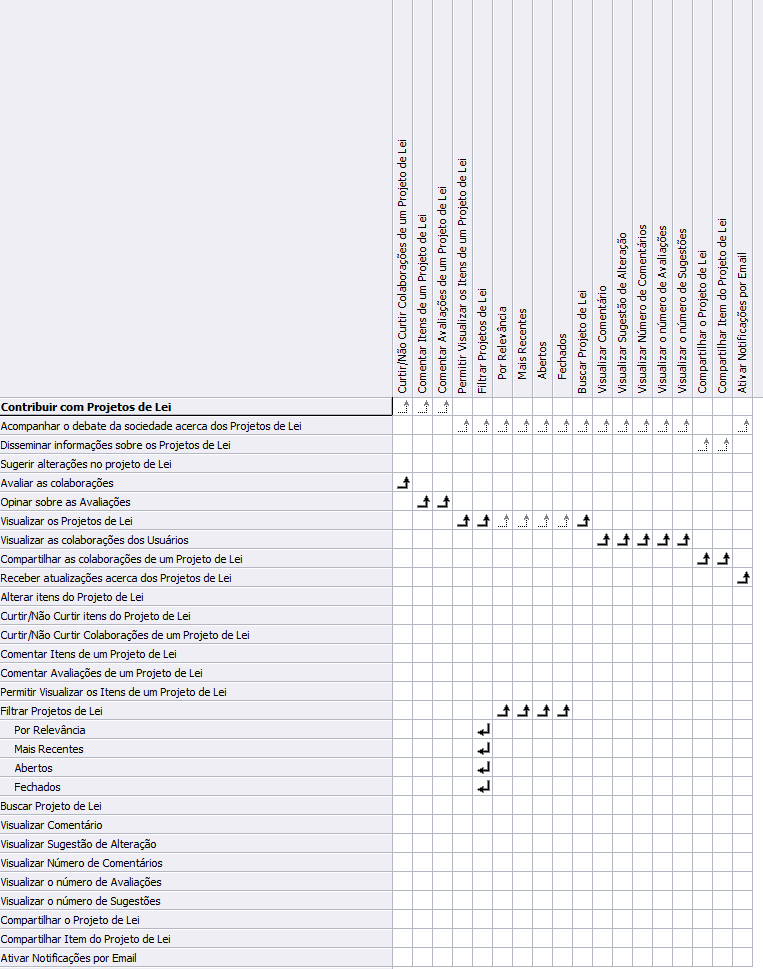 Curtir/Não Curtir Colaborações de um Projeto de Lei
Comentar Itens de um Projeto de Lei
Comentar Avaliações de um Projeto de Lei
Permitir Visualizar os Itens de um Projeto de Lei
Filtrar Projetos de Lei
Por Relevância
Mais Recentes
Abertos
Fechados
Buscar Projeto de Lei
Visualizar Comentário
Visualizar Sugestão de Alteração
Visualizar Número de Comentários
Visualizar o número de Avaliações
Visualizar o número de Sugestões
Compartilhar o Projeto de Lei
Compartilhar Item do Projeto de Lei
Ativar Notificações por Email
Contribuir com Projetos de Lei
Acompanhar o debate da sociedade acerca dos Projetos de Lei
Disseminar informações sobre os Projetos de Lei
Sugerir alterações no projeto de Lei
Avaliar as colaborações
Opinar sobre as Avaliações
Visualizar os Projetos de Lei
Visualizar as colaborações dos Usuários
Compartilhar as colaborações de um Projeto de Lei
Receber atualizações acerca dos Projetos de Lei
Alterar itens do Projeto de Lei
Curtir/Não Curtir itens do Projeto de Lei
Curtir/Não Curtir Colaborações de um Projeto de Lei
Comentar Itens de um Projeto de Lei
Comentar Avaliações de um Projeto de Lei
Permitir Visualizar os Itens de um Projeto de Lei
Filtrar Projetos de Lei
Por Relevância
Mais Recentes
Abertos
Fechados
Buscar Projeto de Lei
Visualizar Comentário
Visualizar Sugestão de Alteração
Visualizar Número de Comentários
Visualizar o número de Avaliações
Visualizar o número de Sugestões
Compartilhar o Projeto de Lei
Compartilhar Item do Projeto de Lei
Ativar Notificações por Email